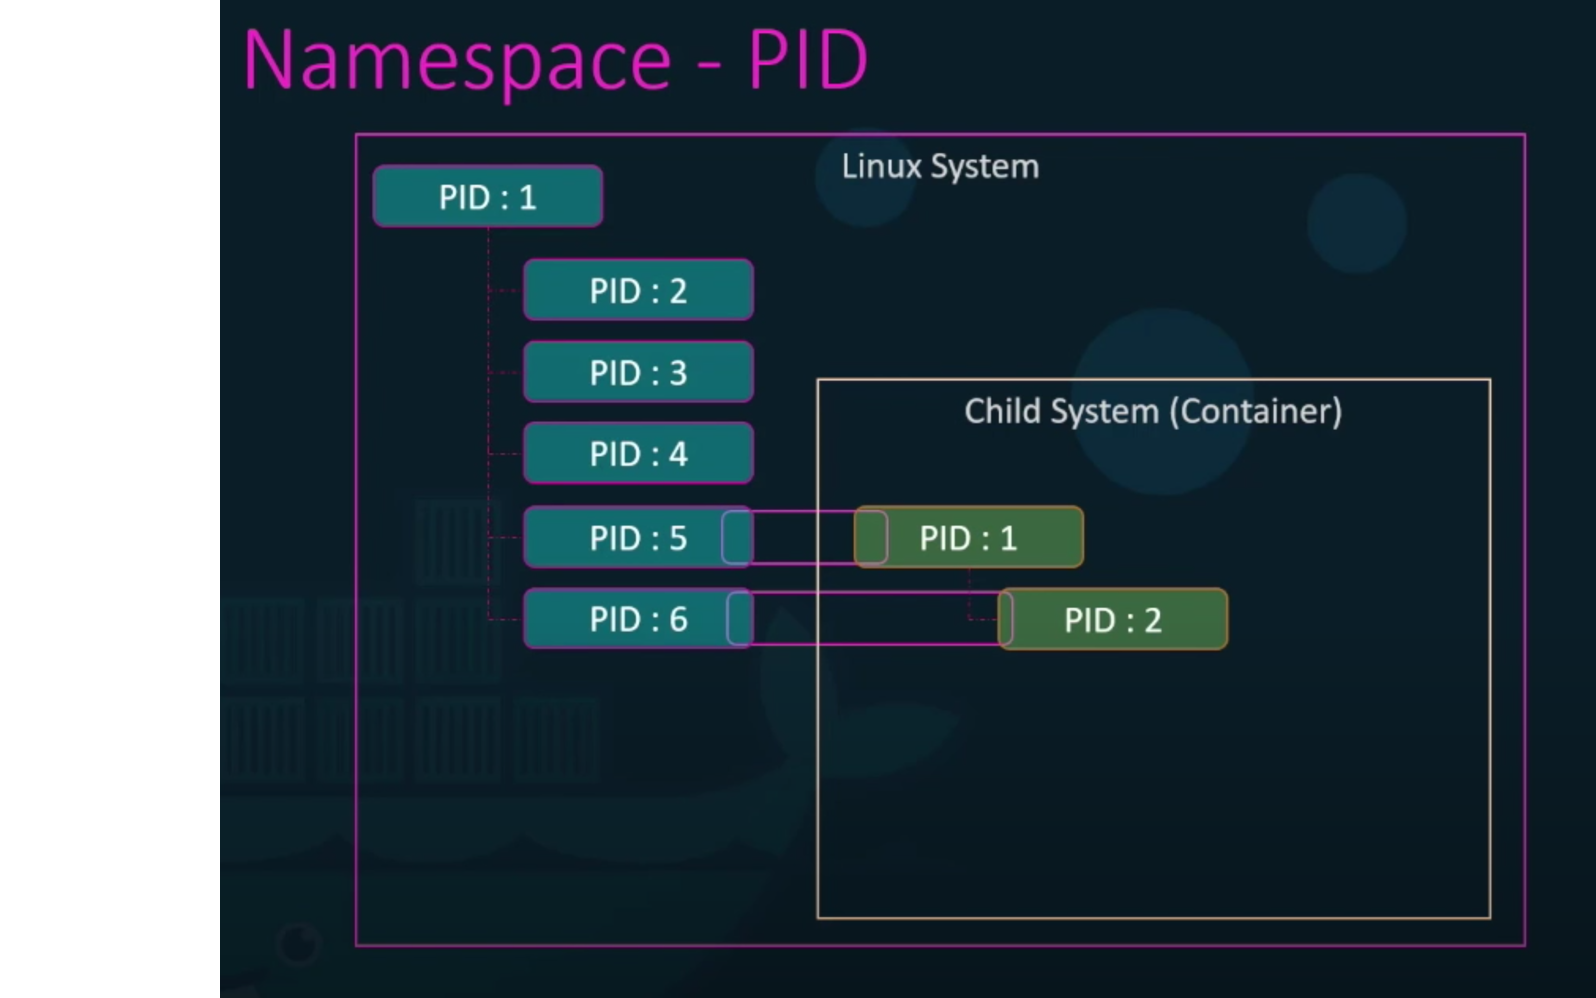 Namespace - PID
Linux System
PID : 1
PID : 2
PID : 3
PID : 4
PID : 5
PID : 6
Child System (Container)
PID : 1
PID : 2